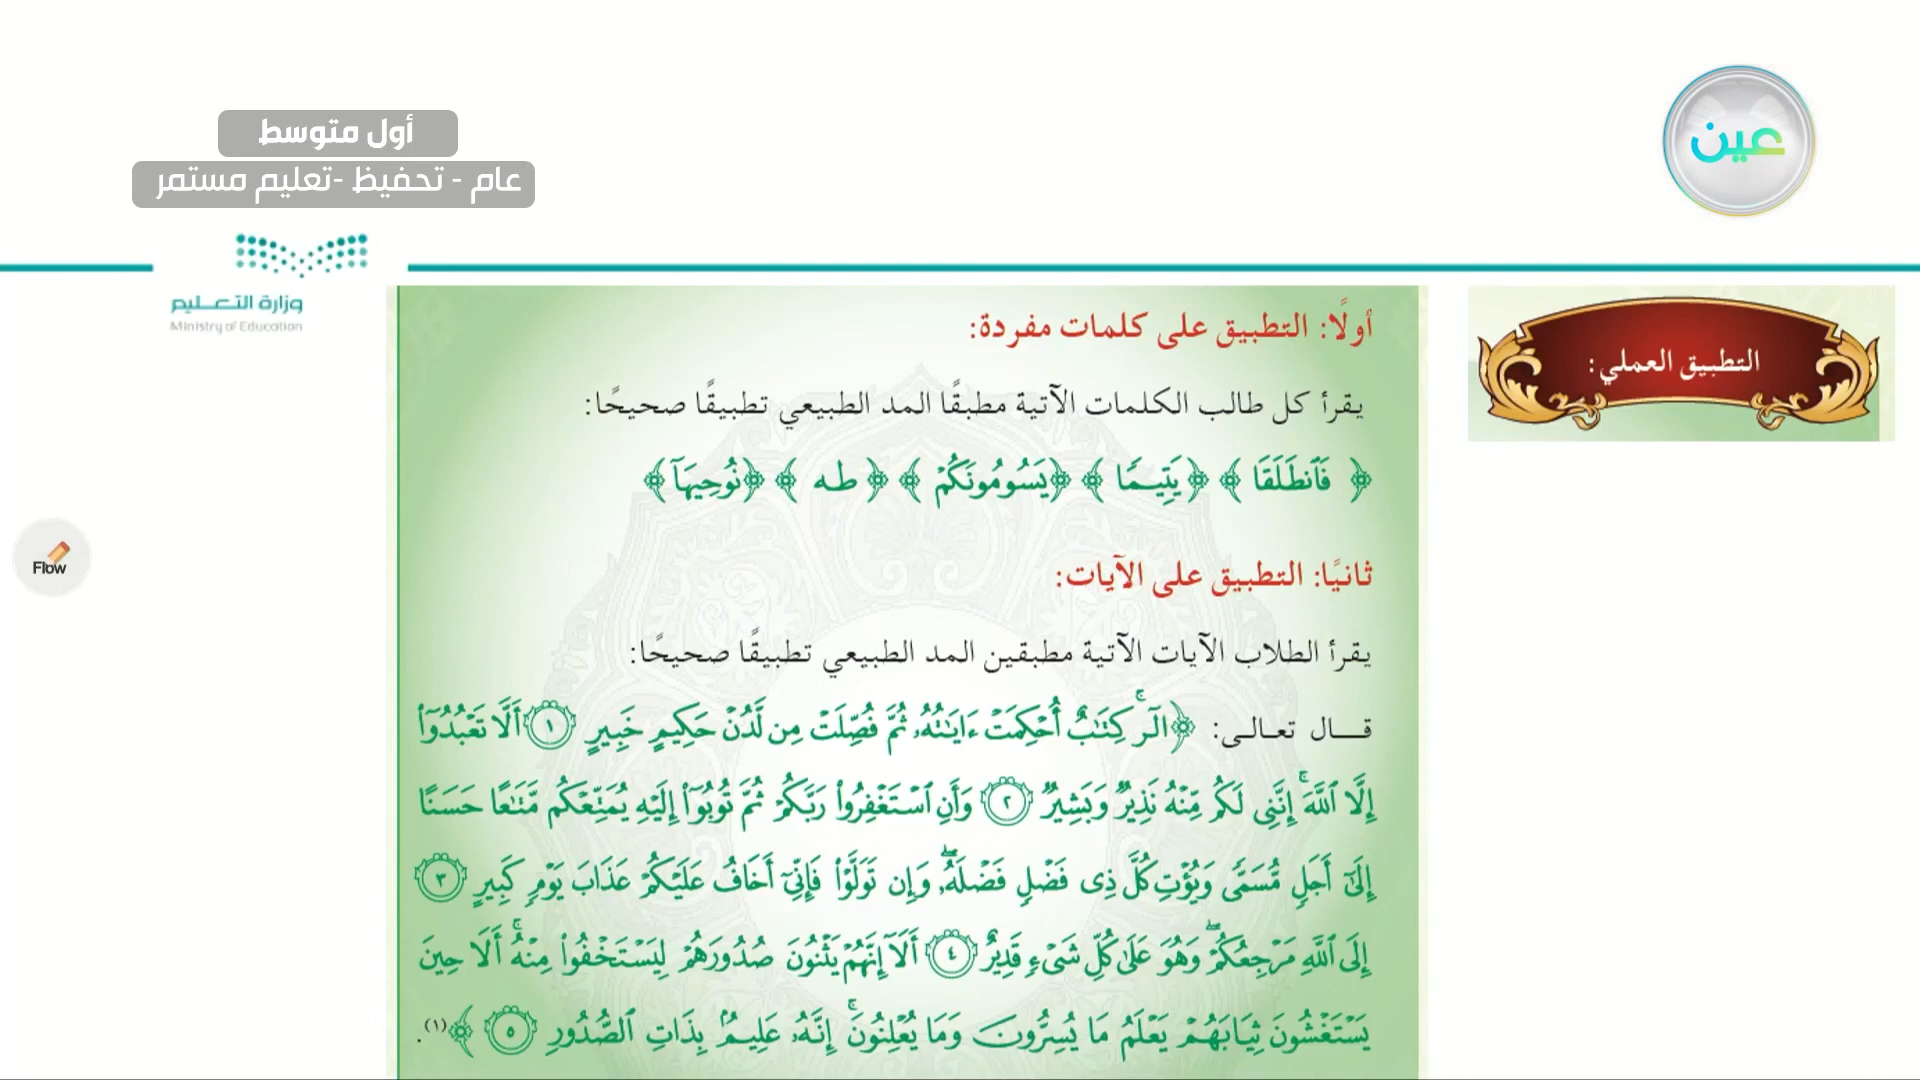 أول متوسط
عام - تحفيظ -تعليم مستمر
عين
وزارة التعليم
Ministry of Education
التطبيق العملي:
أولًا: التطبيق على كلمات مفردة:
يقرأ كل طالب الكلمات الآتية مطبقًا المد الطبيعي تطبيقًا صحيحًا:
﴿ فَٱنطَلَقَا ﴾ ﴿يَتِيمٗا ﴾ ﴿يَسُومُونَكُمۡ ﴾ ﴿ طه ﴾ ﴿نُوحِيهَآ ﴾
ثانيًا: التطبيق على الآيات:
يقرأ الطلاب الآيات الآتية مطبقين المد الطبيعي تطبيقًا صحيحًا:
قال تعالى: ﴿الٓرۚ كِتَٰبٌ أُحۡكِمَتۡ ءَايَٰتُهُۥ ثُمَّ فُصِّلَتۡ مِن لَّدُنۡ حَكِيمٍ خَبِيرٍ ١ أَلَّا تَعۡبُدُوٓاْ
إِلَّا ٱللَّهَۚ إِنَّنِي لَكُم مِّنۡهُ نَذِيرٞ وَبَشِيرٞ ٢ وَأَنِ ٱسۡتَغۡفِرُواْ رَبَّكُمۡ ثُمَّ تُوبُوٓاْ إِلَيۡهِ يُمَتِّعۡكُم مَّتَٰعًا حَسَنًا
إِلَىٰٓ أَجَلٖ مُّسَمّٗى وَيُؤۡتِ كُلَّ ذِي فَضۡلٖ فَضۡلَهُۥۖ وَإِن تَوَلَّوۡاْ فَإِنِّيٓ أَخَافُ عَلَيۡكُمۡ عَذَابَ يَوۡمٖ كَبِيرٍ ٣
إِلَى ٱللَّهِ مَرۡجِعُكُمۡۖ وَهُوَ عَلَىٰ كُلِّ شَيۡءٖ قَدِيرٌ ٤ أَلَآ إِنَّهُمۡ يَثۡنُونَ صُدُورَهُمۡ لِيَسۡتَخۡفُواْ مِنۡهُۚ أَلَا حِينَ
يَسۡتَغۡشُونَ ثِيَابَهُمۡ يَعۡلَمُ مَا يُسِرُّونَ وَمَا يُعۡلِنُونَۚ إِنَّهُۥ عَلِيمُۢ بِذَاتِ ٱلصُّدُورِ ٥ ﴾(١).
Flow